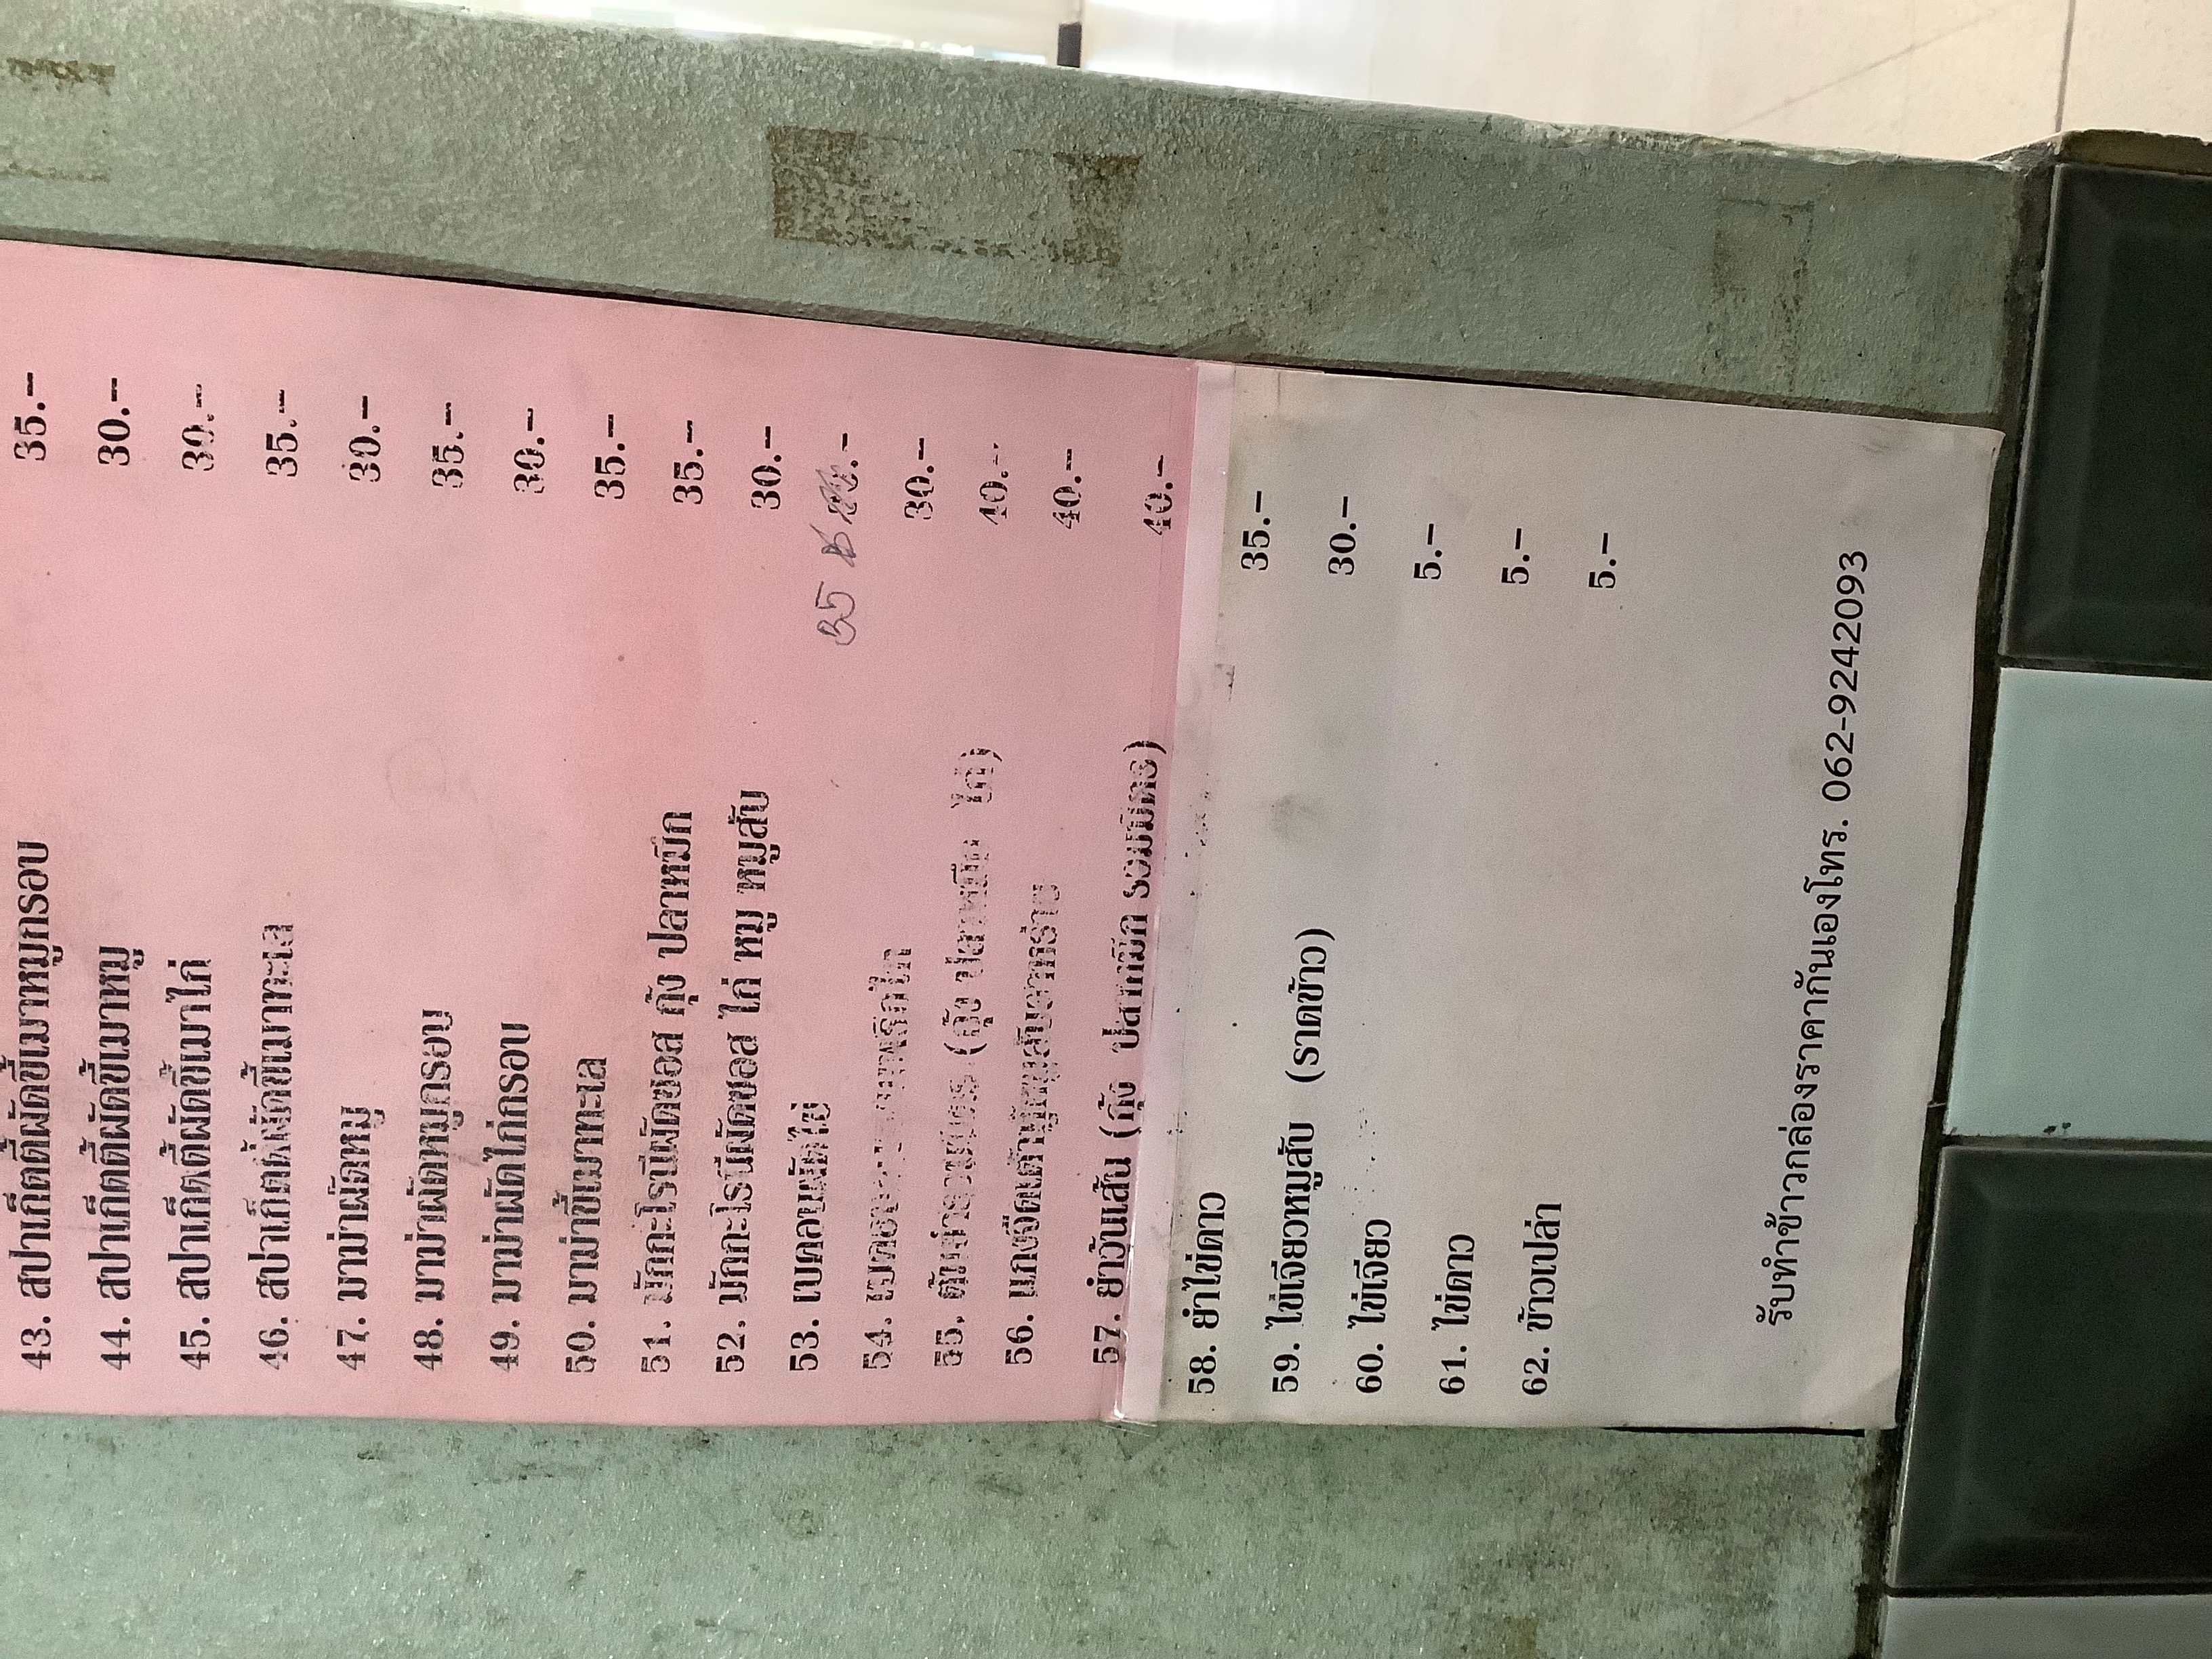 43. สปาเก็ตตี้ผัดขี้เมาหมูกรอบ 35.-
44. สปาเก็ตตี้ผัดขี้เมาหมู 30.-
45. สปาเก็ตตี้ผัดขี้เมาไก่ 30.-
46. สปาเก็ตตี้ผัดขี้เมาทะเล 35.-
47. มาม่าผัดหมู 30.-
48. มาม่าผัดหมูกรอบ 35.-
49. มาม่าผัดไก่กรอบ 30.-
50. มาม่าขี้เมาทะเล 35.-
51. มักกะโรนีผัดซอส กุ้ง ปลาหมึก 35.-
52. มักกะโรนีผัดซอส ไก่ หมู หมูสับ 30.-
53. เบคอนผัดไข่ 35
54. 30.-
55. ต้มยำรวมมิตร (กุ้ง ปลาหมึก ไก่) 40.-
56. แกงจืดเต้าหู้หมูสับสาหร่าย 40.-
57. ยำวุ้นเส้น (กุ้ง ปลาหมึก รวมมิตร) 40.-
58. ยำไข่ดาว 35.-
59. ไข่เจียวหมูสับ (ราดข้าว) 30.-
60. ไข่เจียว 5.-
61. ไข่ดาว 5.-
62. ข้าวเปล่า 5.-
รับทำข้าวกล่องราคากันเองโทร. 062-9242093